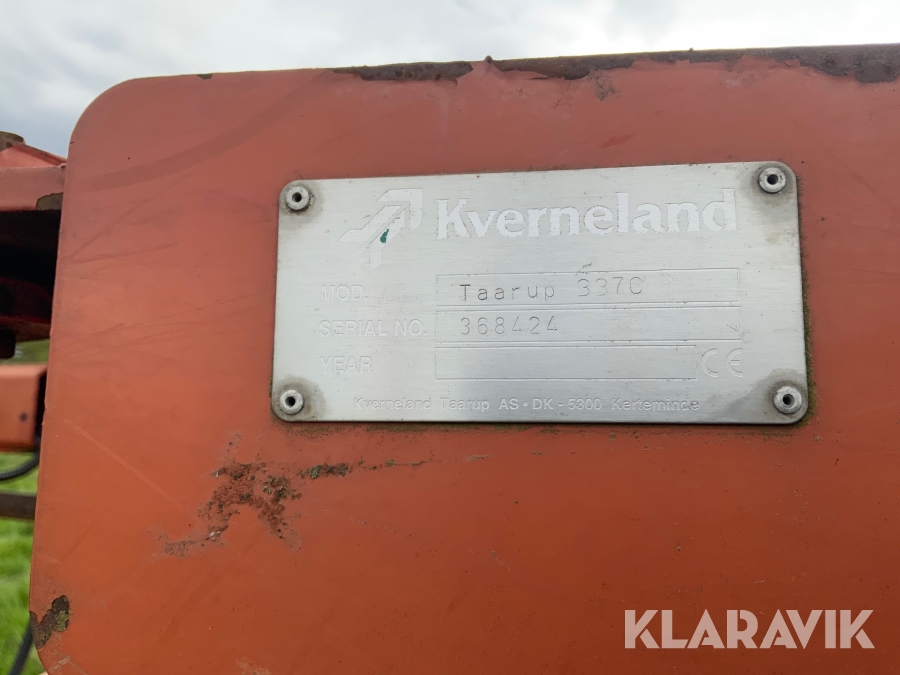 Kverneland
MOD. Taarup 337C
SERIAL NO. 368424
YEAR CE
Kverneland Taarup AS • DK - 5300 Kerteminde
KLARAVIK